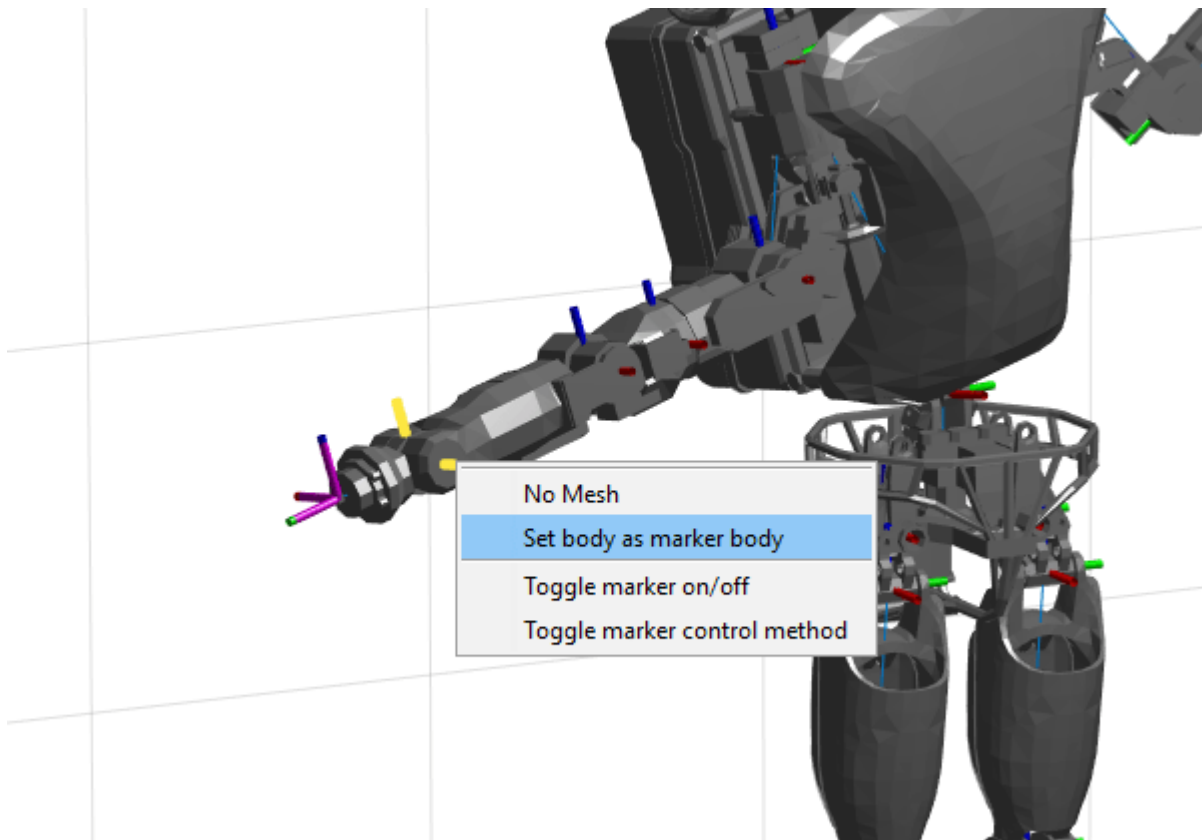 No Mesh
Set body as marker body
Toggle marker on/off
Toggle marker control method